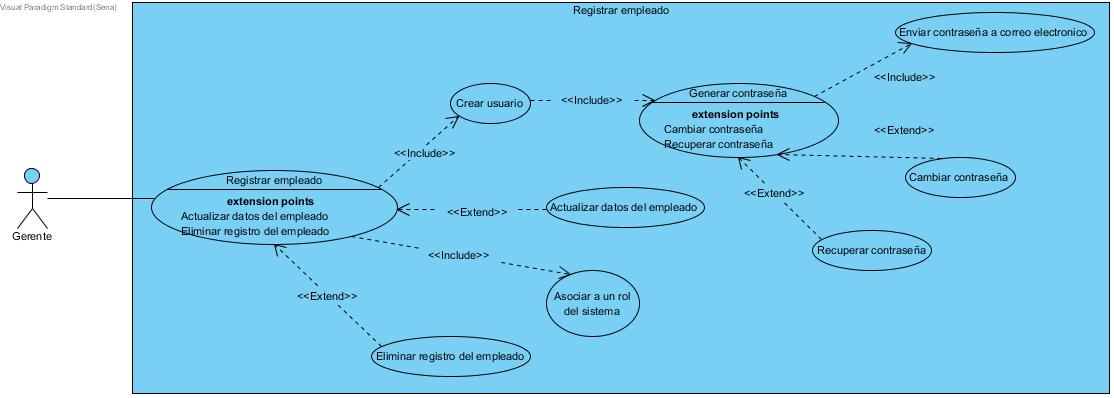 Visual Paradigm Standard(Sena)
Registrar empleado
Enviar contraseña a correo electronico
<<Include>>
Generar contraseña
extension points
Cambiar contraseña
Recuperar contraseña
Crear usuario
<<Include>>
<<Extend>>
<<Include>>
Cambiar contraseña
<<Extend>>
Registrar empleado
extension points
Actualizar datos del empleado
Eliminar registro del empleado
Gerente
<<Extend>>
Actualizar datos del empleado
Recuperar contraseña
<<Include>>
Asociar a un rol
del sistema
<<Extend>>
Eliminar registro del empleado